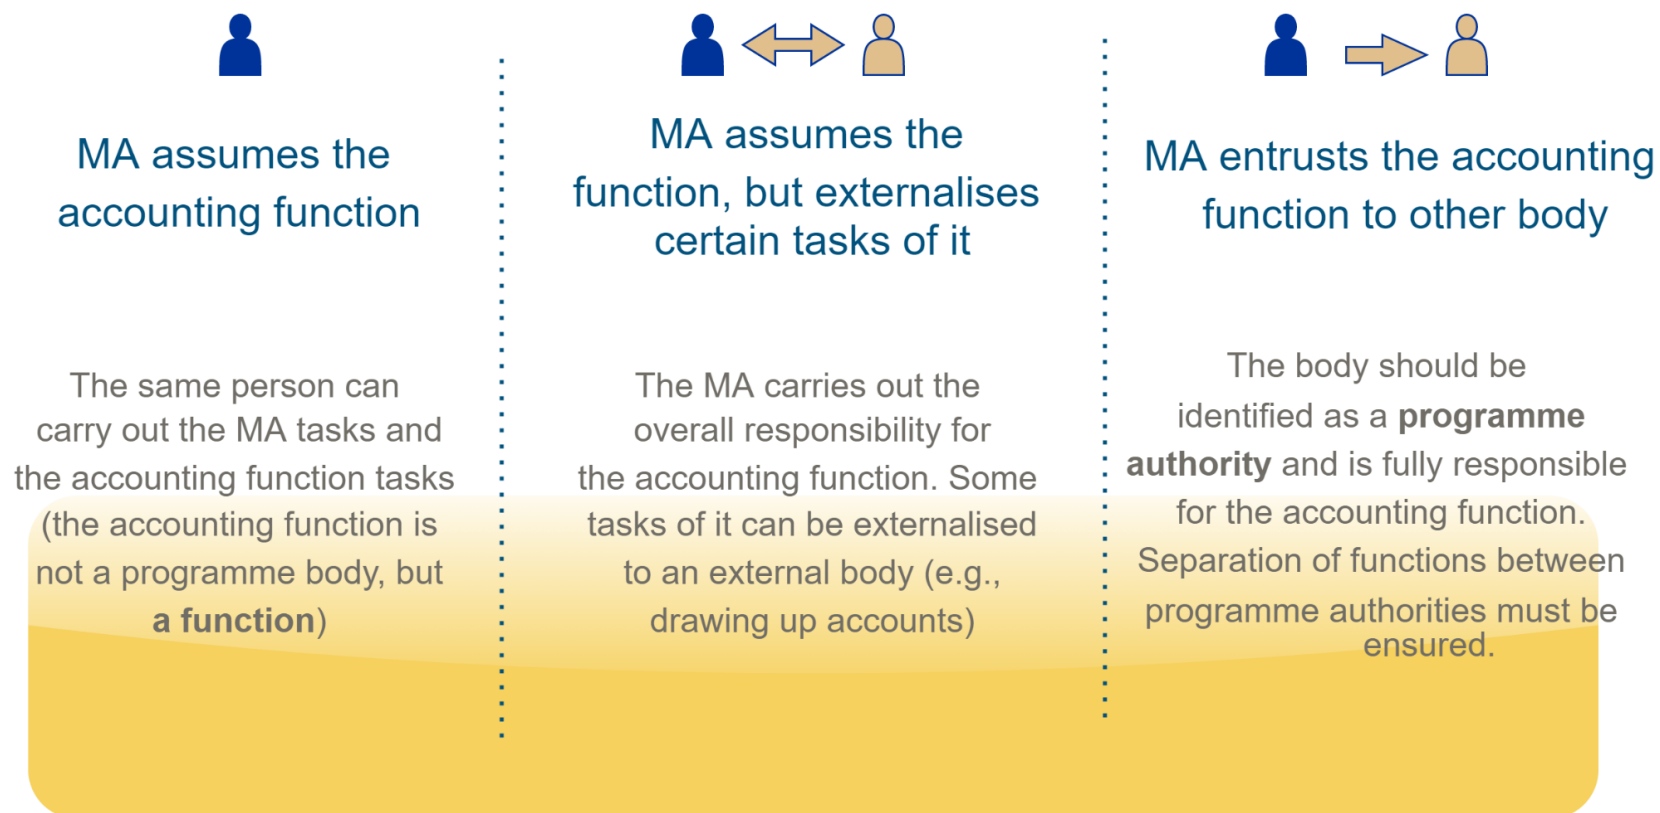 MA assumes the
accounting function
The same person can
carry out the MA tasks and
the accounting function tasks
(the accounting function is
not a programme body, but
a function)
MA assumes the
function, but externalises
certain tasks of it
The MA carries out the
overall responsibility for
the accounting function. Some
tasks of it can be externalised
to an external body (e.g.,
drawing up accounts)
MA entrusts the accounting
function to other body
The body should be
identified as a programme
authority and is fully responsible
for the accounting function.
Separation of functions between
programme authorities must be
ensured.